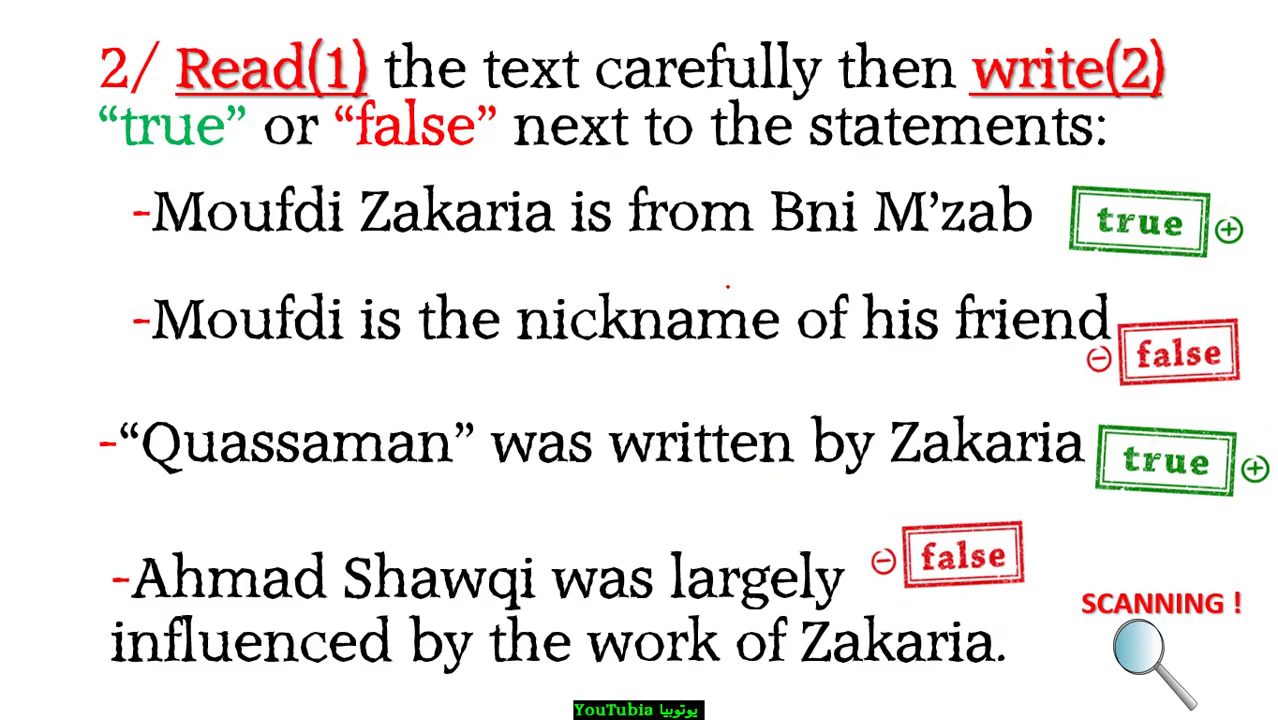 2/ Read(1) the text carefully then write(2)
“true” or “false” next to the statements:
-Moufdi Zakaria is from Bni M’zab
true
-Moufdi is the nickname of his friend
false
-“Quassaman” was written by Zakaria
true
-Ahmad Shawqi was largely
false
influenced by the work of Zakaria.
SCANNING !
YouTubia يوتوبيا